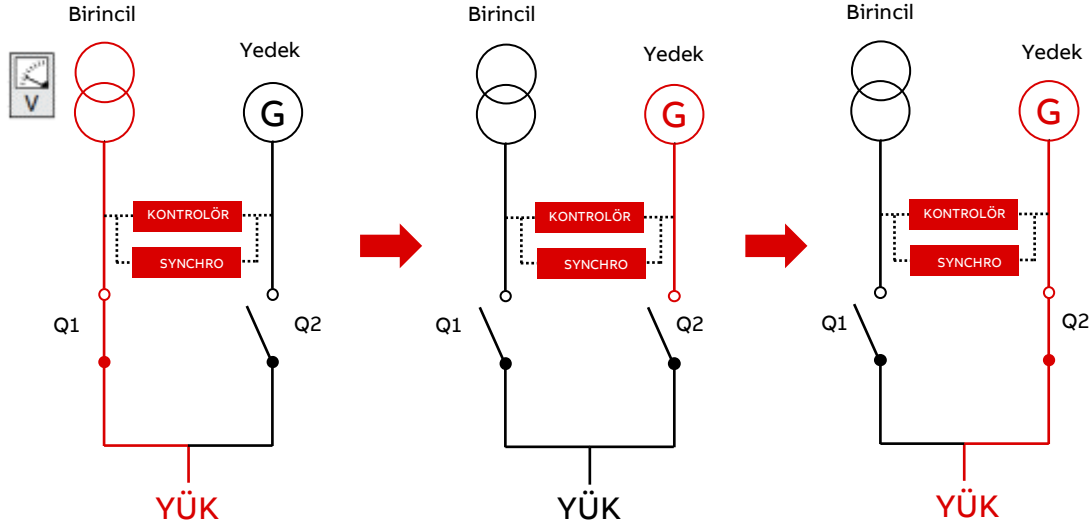 Birincil
Yedek
V
G
KONTROLÖR
SYNCHRO
Q1
Q2
YÜK
Birincil
Yedek
G
KONTROLÖR
SYNCHRO
Q1
Q2
YÜK
Birincil
Yedek
G
KONTROLÖR
SYNCHRO
Q1
Q2
YÜK